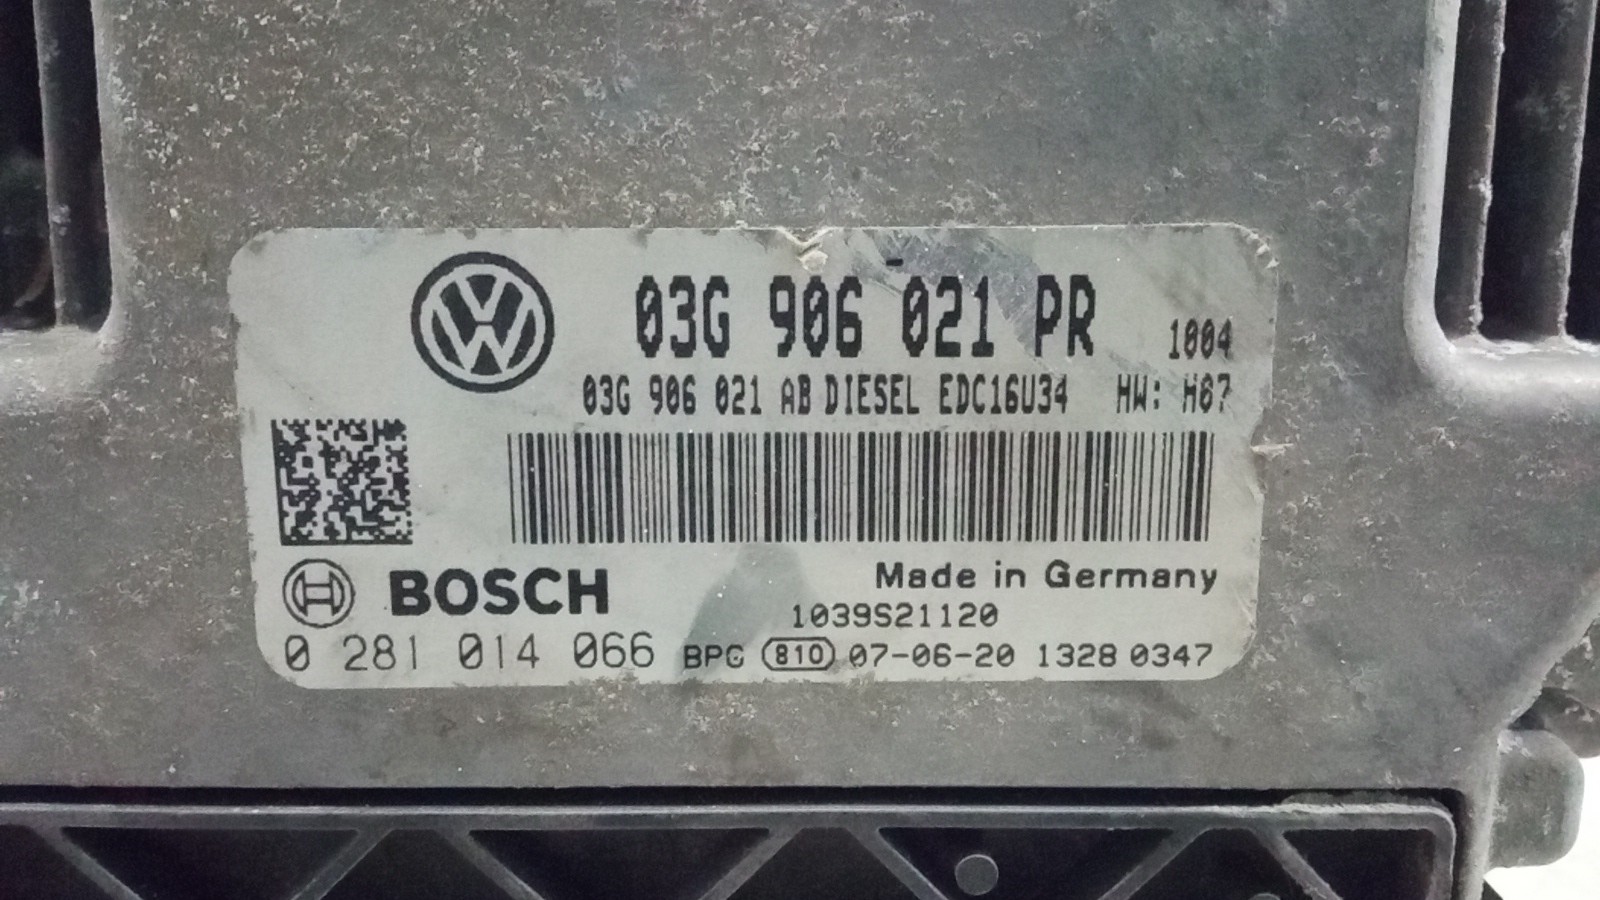 03G 906 021 PR 1004
03G 906 021 AB DIESEL EDC16U34 HW: H67
BOSCH Made in Germany
1039S21120
0 281 014 066 BPG 810 07-06-20 1328 0347